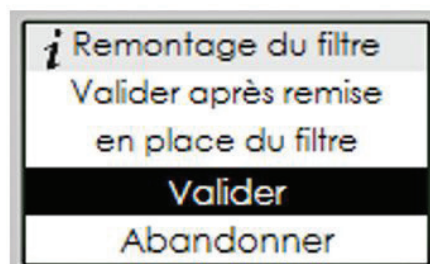 i Remontage du filtre
Valider après remise
en place du filtre
Valider
Abandonner